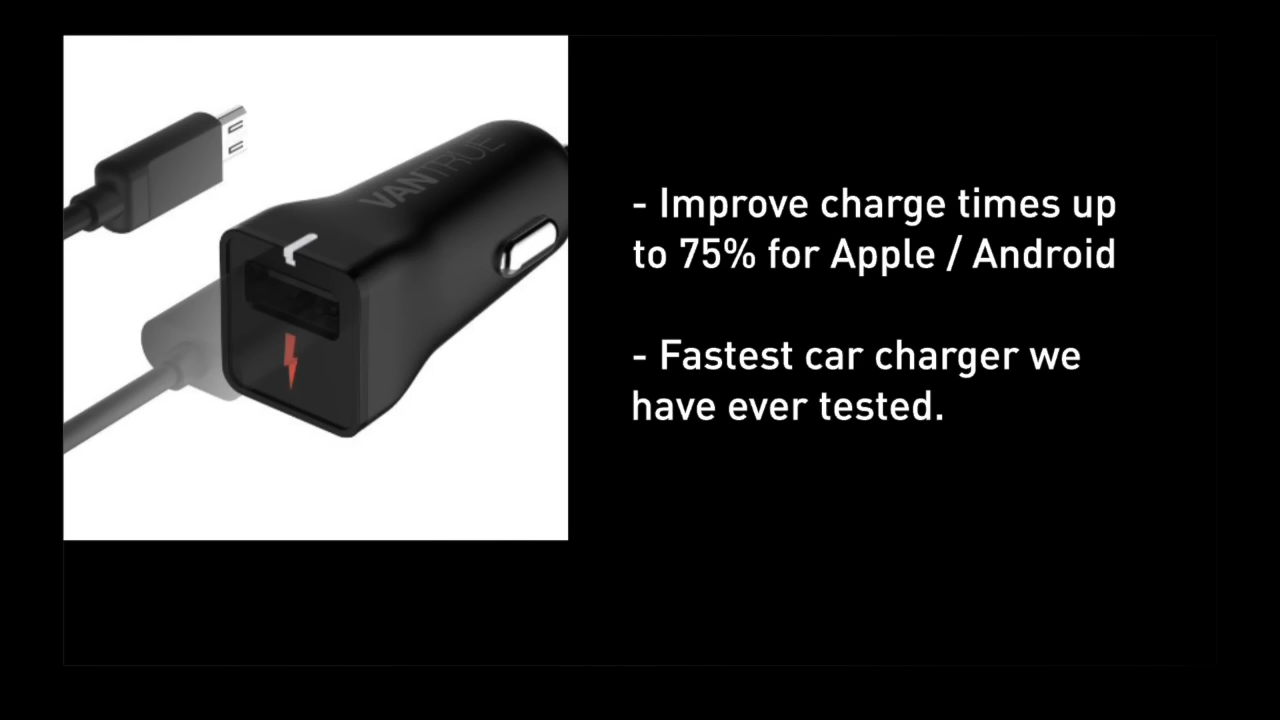 VANTRUE
- Improve charge times up
to 75% for Apple / Android
- Fastest car charger we
have ever tested.